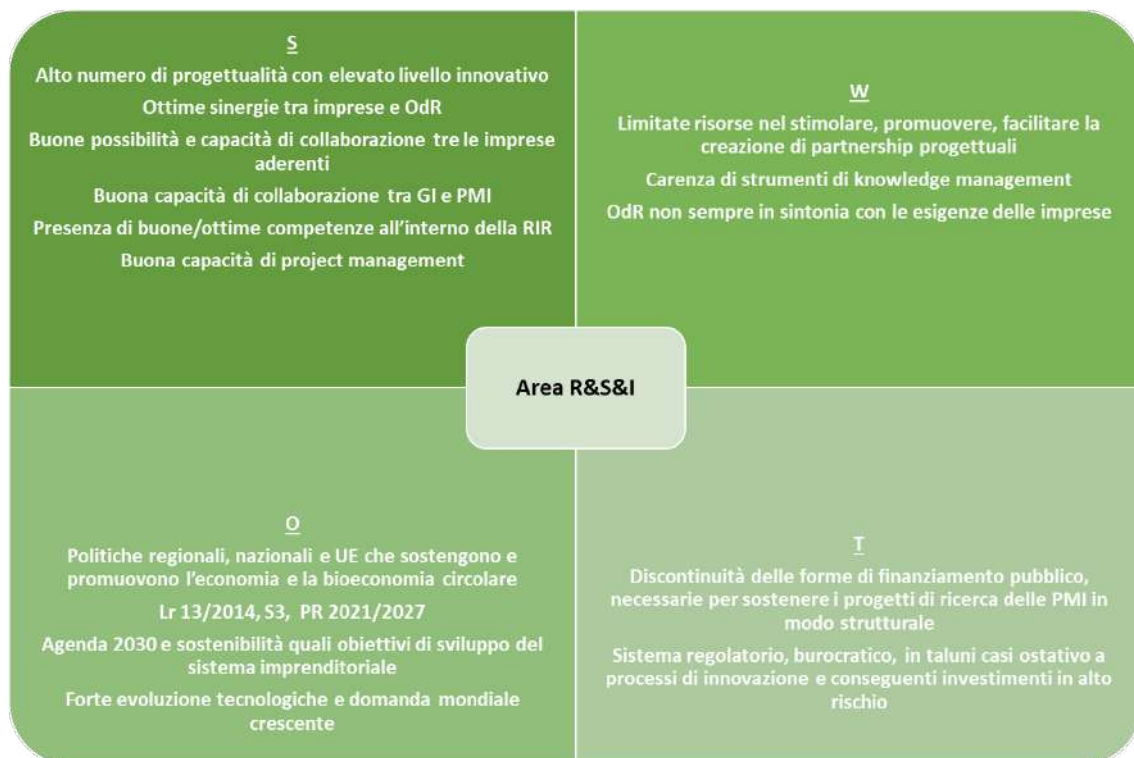 S
Alto numero di progettualità con elevato livello innovativo
Ottime sinergie tra imprese e OdR
Buone possibilità e capacità di collaborazione tre le imprese
aderenti
Buona capacità di collaborazione tra GI e PMI
Presenza di buone/ottime competenze all'interno della RIR
Buona capacità di project management
W
Limitate risorse nel stimolare, promuovere, facilitare la
creazione di partnership progettuali
Carenza di strumenti di knowledge management
OdR non sempre in sintonia con le esigenze delle imprese
Area R&S&I
O
Politiche regionali, nazionali e UE che sostengono e
promuovono l'economia e la bioeconomia circolare
Lr 13/2014, S3, PR 2021/2027
Agenda 2030 e sostenibilità quali obiettivi di sviluppo del
sistema imprenditoriale
Forte evoluzione tecnologiche e domanda mondiale
crescente
T
Discontinuità delle forme di finanziamento pubblico,
necessarie per sostenere i progetti di ricerca delle PMI in
modo strutturale
Sistema regolatorio, burocratico, in taluni casi ostativo a
processi di innovazione e conseguenti investimenti in alto
rischio